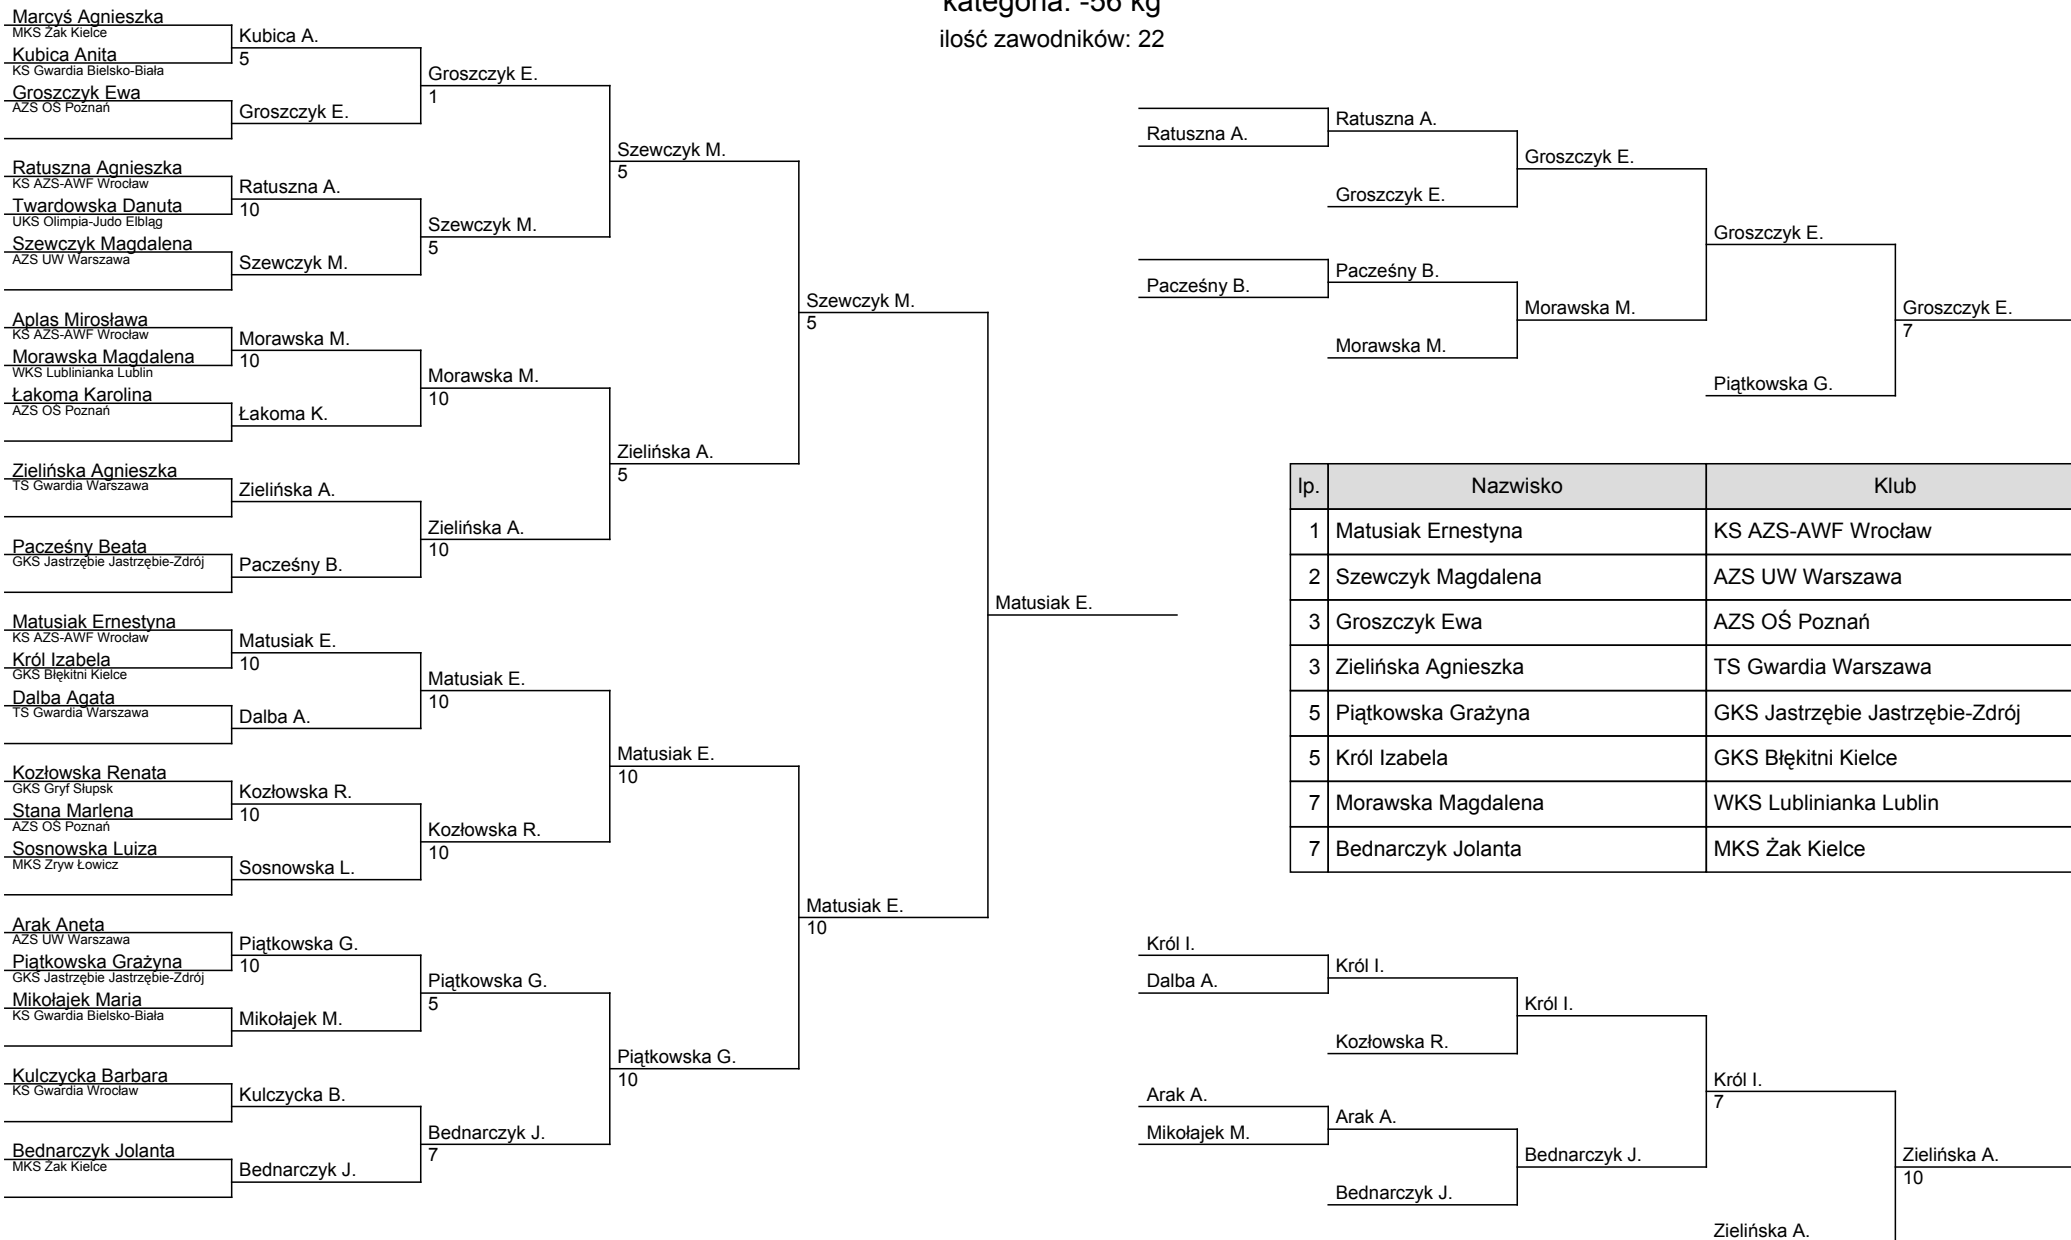 kategoria: -56 kg
ilość zawodników: 22
Marcyś Agnieszka
MKS Żak Kielce
Kubica Anita
KS Gwardia Bielsko-Biała
Groszczyk Ewa
AZS OŚ Poznań
Ratuszna Agnieszka
KS AZS-AWF Wrocław
Twardowska Danuta
UKS Olimpia-Judo Elbląg
Szewczyk Magdalena
AZS UW Warszawa
Aplas Mirosława
KS AZS-AWF Wrocław
Morawska Magdalena
WKS Lublinianka Lublin
Łakoma Karolina
AZS OŚ Poznań
Zielińska Agnieszka
TS Gwardia Warszawa
Pacześny Beata
GKS Jastrzębie Jastrzębie-Zdrój
Matusiak Ernestyna
KS AZS-AWF Wrocław
Król Izabela
GKS Błękitni Kielce
Dalba Agata
TS Gwardia Warszawa
Kozłowska Renata
GKS Gryf Słupsk
Stana Marlena
AZS OŚ Poznań
Sosnowska Luiza
MKS Zryw Łowicz
Arak Aneta
AZS UW Warszawa
Piątkowska Grażyna
GKS Jastrzębie Jastrzębie-Zdrój
Mikołajek Maria
KS Gwardia Bielsko-Biała
Kulczycka Barbara
KS Gwardia Wrocław
Bednarczyk Jolanta
MKS Żak Kielce
Kubica A.
5
Groszczyk E.
Ratuszna A.
10
Szewczyk M.
Morawska M.
10
Łakoma K.
Zielińska A.
Pacześny B.
Matusiak E.
10
Dalba A.
Kozłowska R.
10
Sosnowska L.
Piątkowska G.
10
Mikołajek M.
Kulczycka B.
Bednarczyk J.
Groszczyk E.
1
Szewczyk M.
5
Morawska M.
10
Zielińska A.
10
Matusiak E.
10
Kozłowska R.
10
Piątkowska G.
5
Bednarczyk J.
7
Szewczyk M.
5
Zielińska A.
5
Matusiak E.
10
Piątkowska G.
10
Szewczyk M.
5
Matusiak E.
10
Matusiak E.
Ratuszna A.
Pacześny B.
Ratuszna A.
Groszczyk E.
Pacześny B.
Morawska M.
Groszczyk E.
Morawska M.
Groszczyk E.
Piątkowska G.
Groszczyk E.
7
lp. Nazwisko Klub
1 Matusiak Ernestyna KS AZS-AWF Wrocław
2 Szewczyk Magdalena AZS UW Warszawa
3 Groszczyk Ewa AZS OŚ Poznań
3 Zielińska Agnieszka TS Gwardia Warszawa
5 Piątkowska Grażyna GKS Jastrzębie Jastrzębie-Zdrój
5 Król Izabela GKS Błękitni Kielce
7 Morawska Magdalena WKS Lublinianka Lublin
7 Bednarczyk Jolanta MKS Żak Kielce
Król I.
Dalba A.
Arak A.
Mikołajek M.
Król I.
Kozłowska R.
Arak A.
Bednarczyk J.
Król I.
Bednarczyk J.
Król I.
7
Zielińska A.
Zielińska A.
10